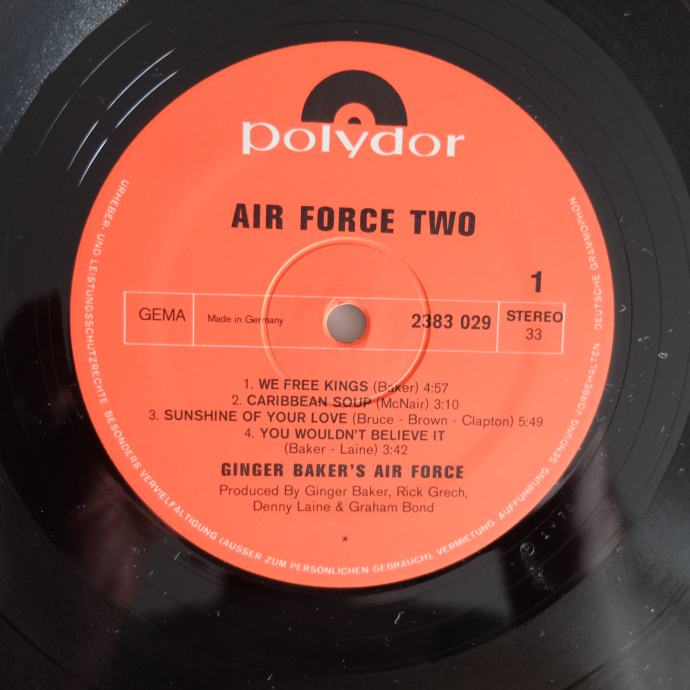 polydor
AIR FORCE TWO
1
GEMA
Made in Germany
2383 029
STEREO
33
1. WE FREE KINGS (Baker) 4:57
2. CARIBBEAN SOUP (McNair) 3:10
3. SUNSHINE OF YOUR LOVE (Bruce - Brown - Clapton) 5:49
4. YOU WOULDN'T BELIEVE IT
(Baker - Laine) 3:42
GINGER BAKER'S AIR FORCE
Produced By Ginger Baker, Rick Grech,
Denny Laine & Graham Bond
*
URHEBER- UND LEISTUNGSSCHUTZRECHTE BESONDERS VERVIELFÄLTIGUNG (AUSSER ZUM PERSÖNLICHEN GEBRAUCH), VERMIETUNG, AUFFÜHRUNG, SENDUNG VORBEHALTEN. DEUTSCHE GRAMMOPHON
℗ 1970